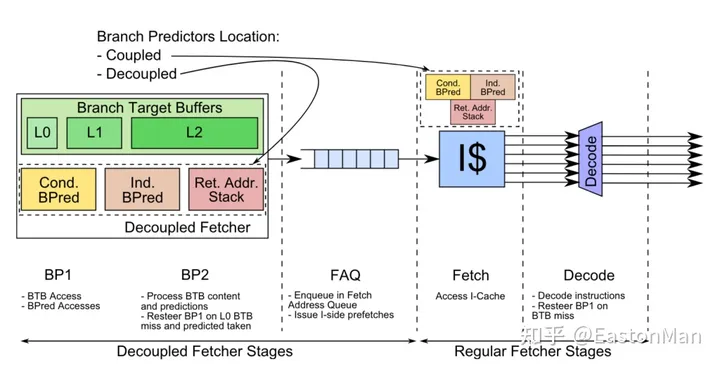 Branch Predictors Location:
- Coupled
- Decoupled
Branch Target Buffers
L0
L1
L2
Cond.
BPred
Ind.
BPred
Ret. Addr.
Stack
Decoupled Fetcher
Cond.
BPred
Ind.
BPred
Ret. Addr.
Stack
I$
Decode
BP1
- BTB Access
- BPred Accesses
BP2
- Process BTB content
and predictions
- Resteer BP1 on L0 BTB
miss and predicted taken
FAQ
- Enqueue in Fetch
Address Queue
- Issue I-side prefetches
Fetch
Access I-Cache
Decode
- Decode instructions
- Resteer BP1 on
BTB miss
Decoupled Fetcher Stages
Regular Fetcher Stages
知乎 @EastonMan